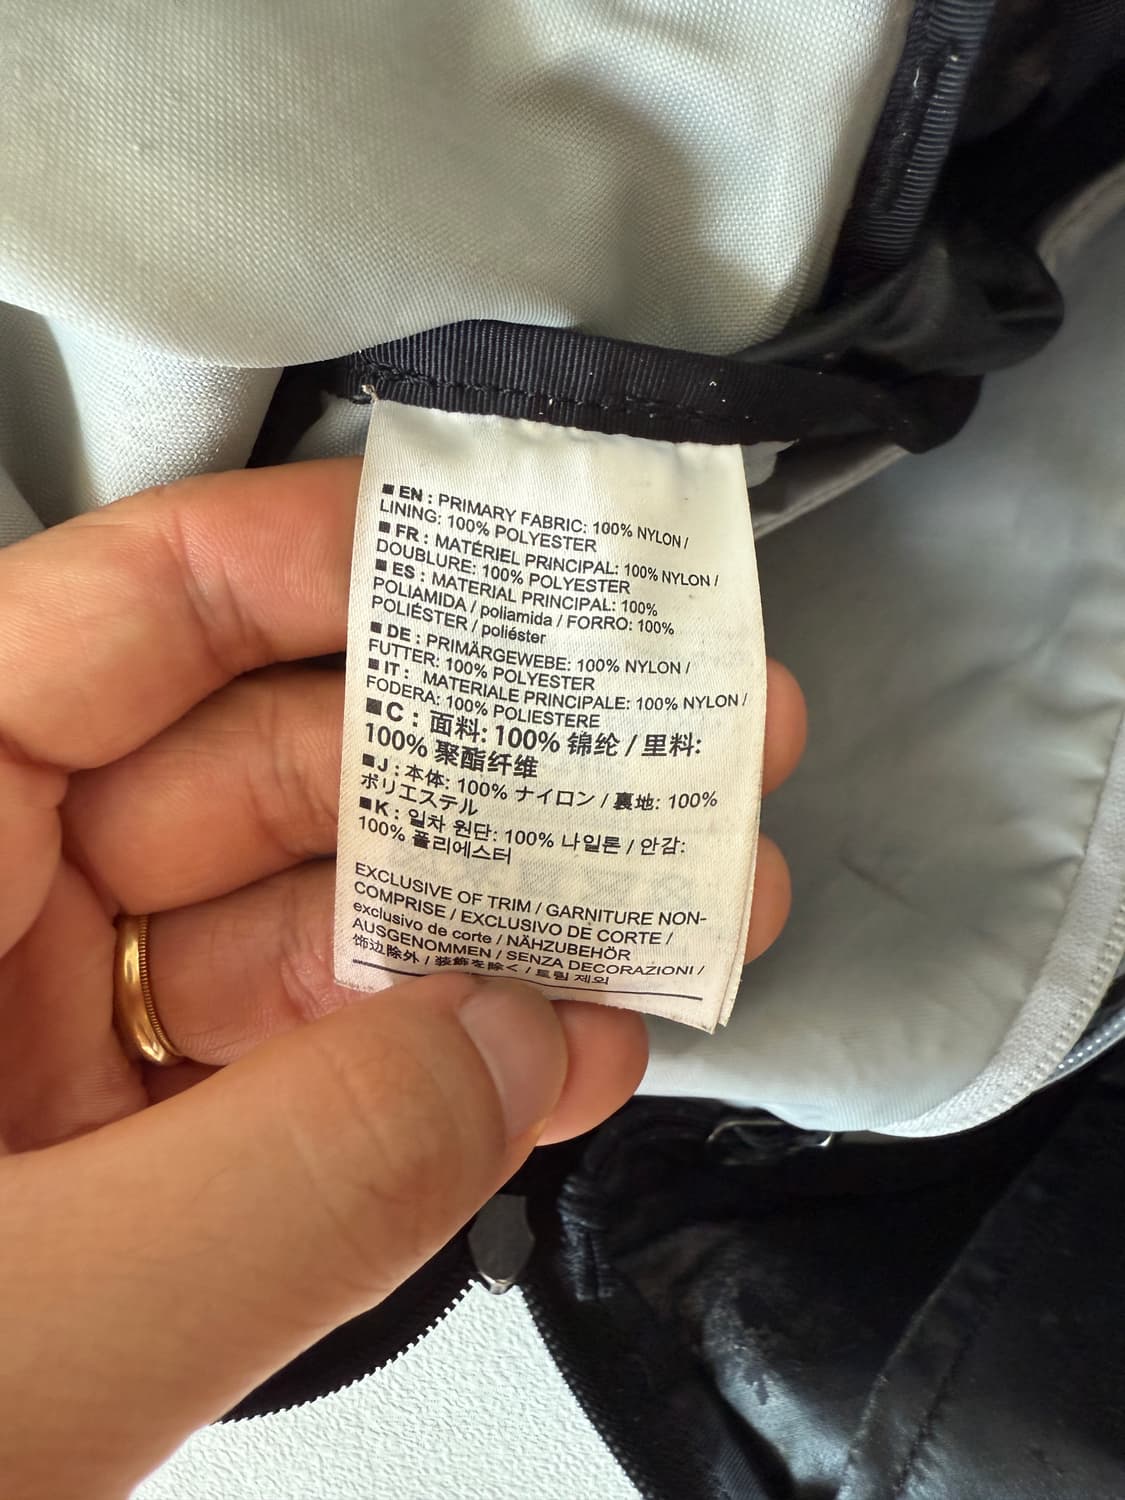 ■ EN : PRIMARY FABRIC: 100% NYLON /
LINING: 100% POLYESTER
■ FR : MATÉRIEL PRINCIPAL: 100% NYLON /
DOUBLURE: 100% POLYESTER
■ ES : MATERIAL PRINCIPAL: 100%
POLIAMIDA / poliamida / FORRO: 100%
POLIÉSTER / poliéster
■ DE : PRIMÄRGEWEBE: 100% NYLON /
FUTTER: 100% POLYESTER
■ IT : MATERIALE PRINCIPALE: 100% NYLON /
FODERA: 100% POLIESTERE
■ C : 面料: 100% 锦纶 / 里料:
100% 聚酯纤维
■ J : 本体: 100% ナイロン / 裏地: 100%
ポリエステル
■ K : 일차 원단: 100% 나일론 / 안감:
100% 폴리에스터
EXCLUSIVE OF TRIM / GARNITURE NON-
COMPRISE / EXCLUSIVO DE CORTE /
exclusivo de corte / NÄHZUBEHÖR
AUSGENOMMEN / SENZA DECORAZIONI /
饰边除外 / 装飾を除く / 트림 제외